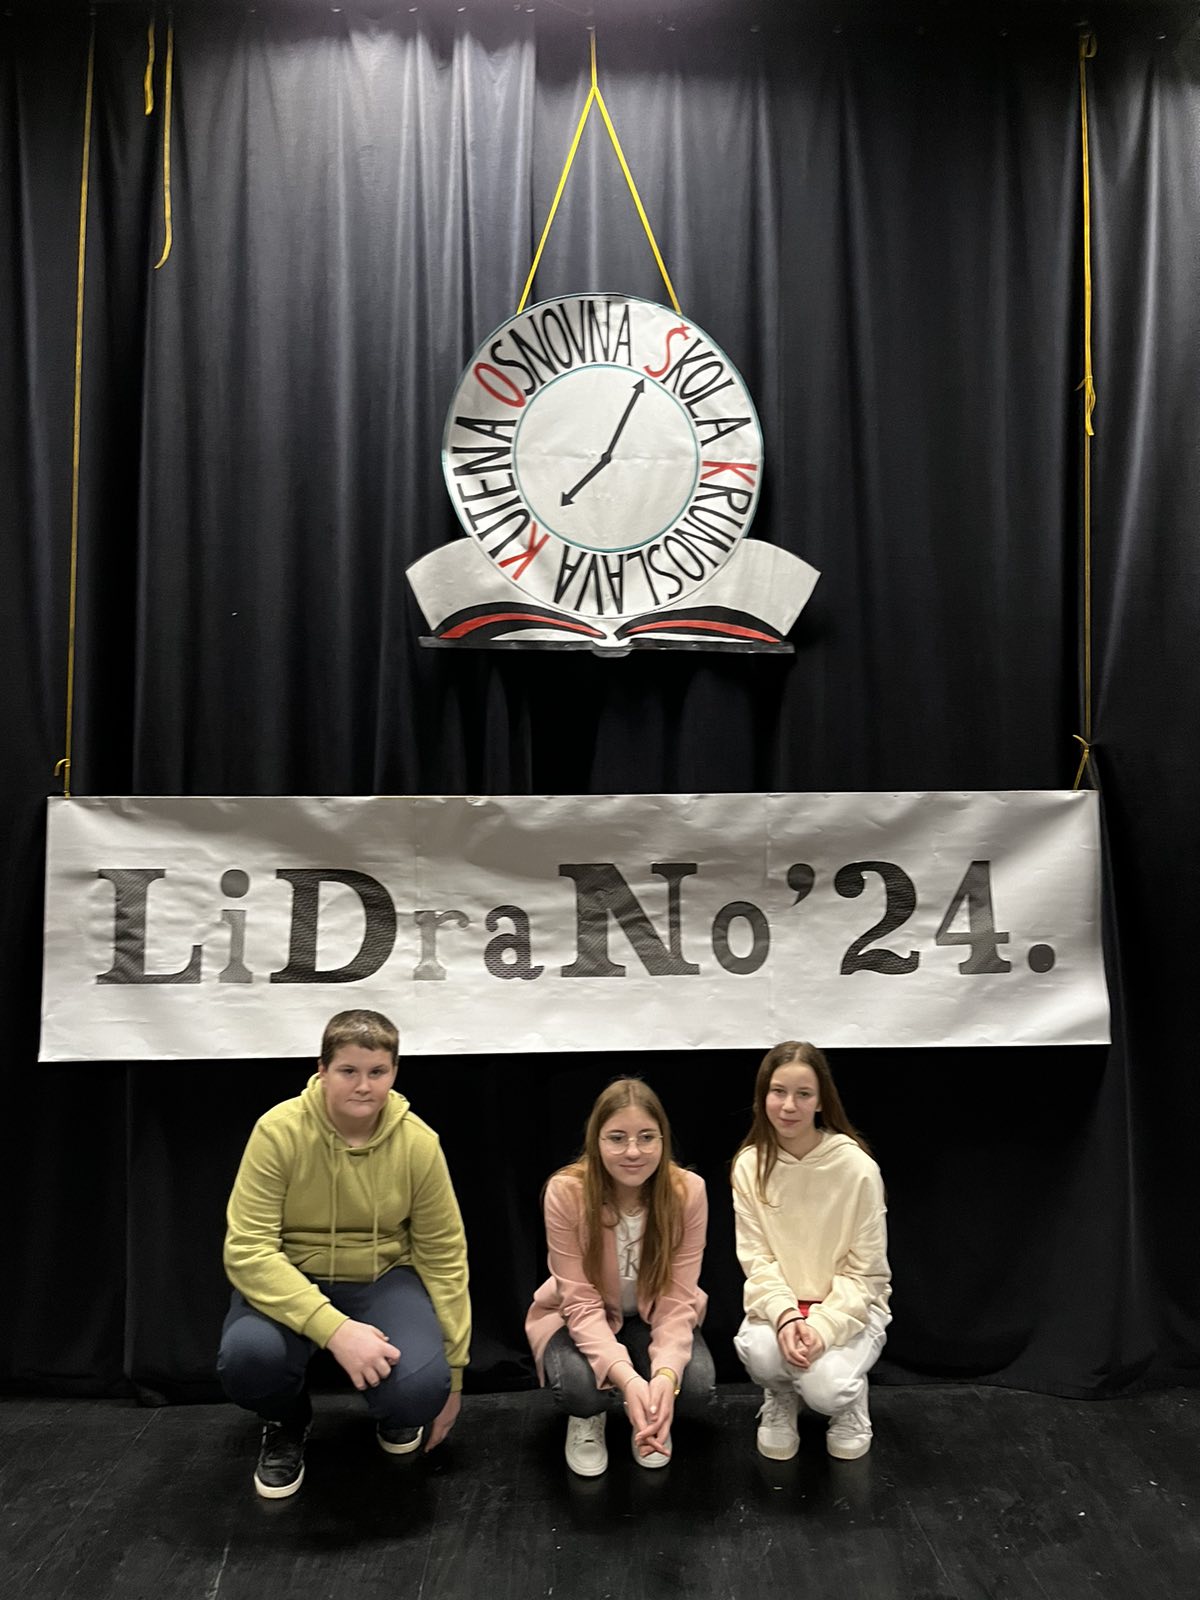 OSNOVNA ŠKOLA KRUNOSLAVA KUTENA
LiDraNo'24.